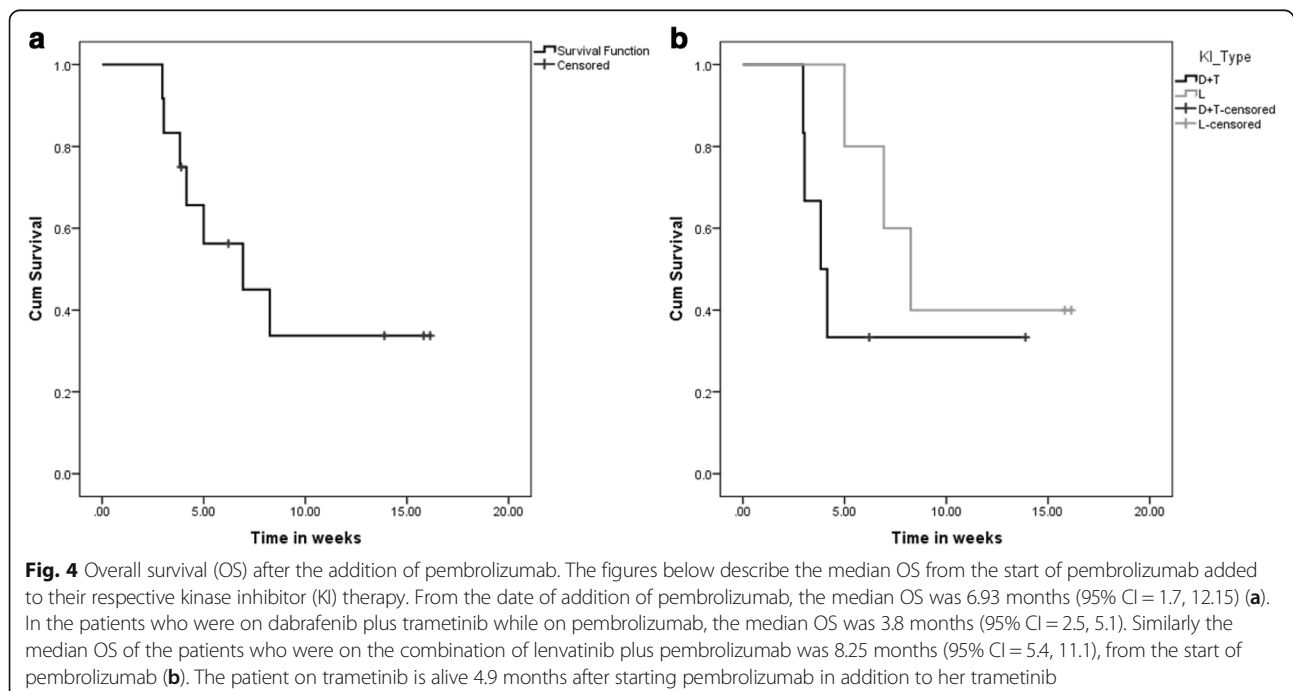 a
Survival Function
Censored
1.0
0.8
0.6
0.4
0.2
0.0
Cum Survival
.00 5.00 10.00 15.00 20.00
Time in weeks
b
KI_Type
D+T
L
D+T-censored
L-censored
1.0
0.8
0.6
0.4
0.2
0.0
Cum Survival
.00 5.00 10.00 15.00 20.00
Time in weeks
Fig. 4 Overall survival (OS) after the addition of pembrolizumab. The figures below describe the median OS from the start of pembrolizumab added
to their respective kinase inhibitor (KI) therapy. From the date of addition of pembrolizumab, the median OS was 6.93 months (95% CI = 1.7, 12.15) (a).
In the patients who were on dabrafenib plus trametinib while on pembrolizumab, the median OS was 3.8 months (95% CI = 2.5, 5.1). Similarly the
median OS of the patients who were on the combination of lenvatinib plus pembrolizumab was 8.25 months (95% CI = 5.4, 11.1), from the start of
pembrolizumab (b). The patient on trametinib is alive 4.9 months after starting pembrolizumab in addition to her trametinib